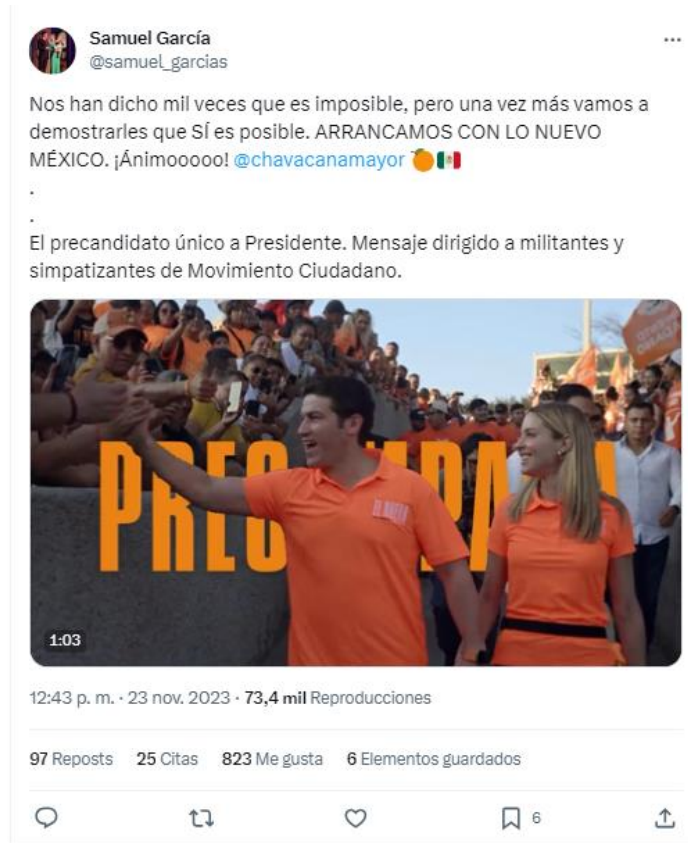 Samuel García
@samuel_garcias
Nos han dicho mil veces que es imposible, pero una vez más vamos a
demostrarles que SÍ es posible. ARRANCAMOS CON LO NUEVO
MÉXICO. ¡Ánimooooo! @chavacanamayor 🍊🇲🇽
.
.
El precandidato único a Presidente. Mensaje dirigido a militantes y
simpatizantes de Movimiento Ciudadano.
1:03
12:43 p. m. · 23 nov. 2023 · 73,4 mil Reproducciones
97 Reposts 25 Citas 823 Me gusta 6 Elementos guardados
6